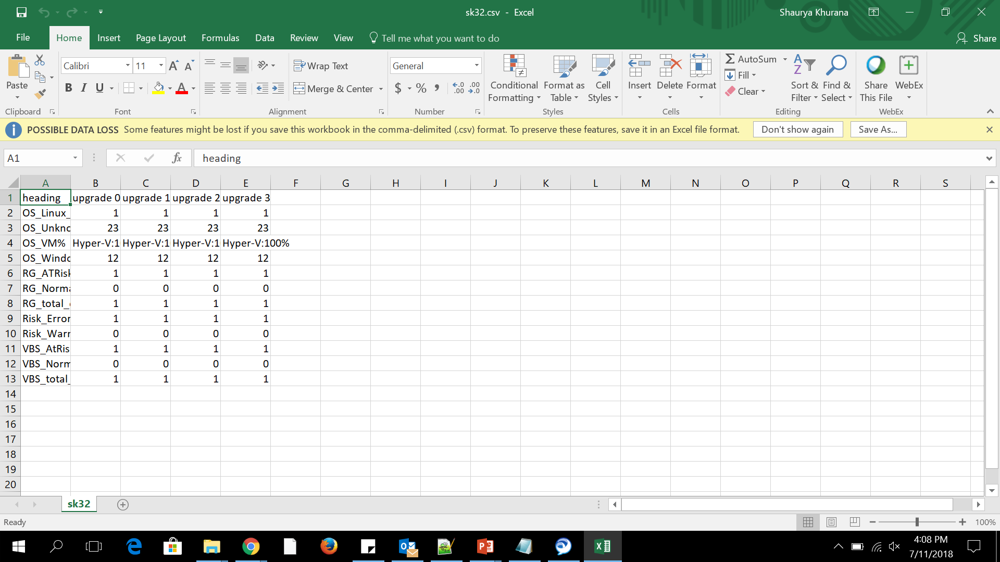 sk32.csv - Excel
Shaurya Khurana
File Home Insert Page Layout Formulas Data Review View Tell me what you want to do Share
Paste
Clipboard
Calibri 11
B I U
Font
Wrap Text
Merge & Center
Alignment
General
$ % ,
Number
Conditional Formatting
Format as Table
Cell Styles
Styles
Insert Delete Format
Cells
AutoSum
Fill
Clear
Sort & Filter
Find & Select
Editing
Share This File
WebEx
WebEx
POSSIBLE DATA LOSS Some features might be lost if you save this workbook in the comma-delimited (.csv) format. To preserve these features, save it in an Excel file format. Don't show again Save As...
A1 fx heading
A B C D E F G H I J K L M N O P Q R S
1 heading upgrade 0 upgrade 1 upgrade 2 upgrade 3
2 OS_Linux_ 1 1 1 1
3 OS_Unkno 23 23 23 23
4 OS_VM% Hyper-V:1 Hyper-V:1 Hyper-V:1 Hyper-V:100%
5 OS_Windo 12 12 12 12
6 RG_ATRisk 1 1 1 1
7 RG_Norma 0 0 0 0
8 RG_total_ 1 1 1 1
9 Risk_Error 1 1 1 1
10 Risk_Warr 0 0 0 0
11 VBS_AtRis 1 1 1 1
12 VBS_Norm 0 0 0 0
13 VBS_total_ 1 1 1 1
14
15
16
17
18
19
20
sk32
Ready
100%
4:08 PM
7/11/2018